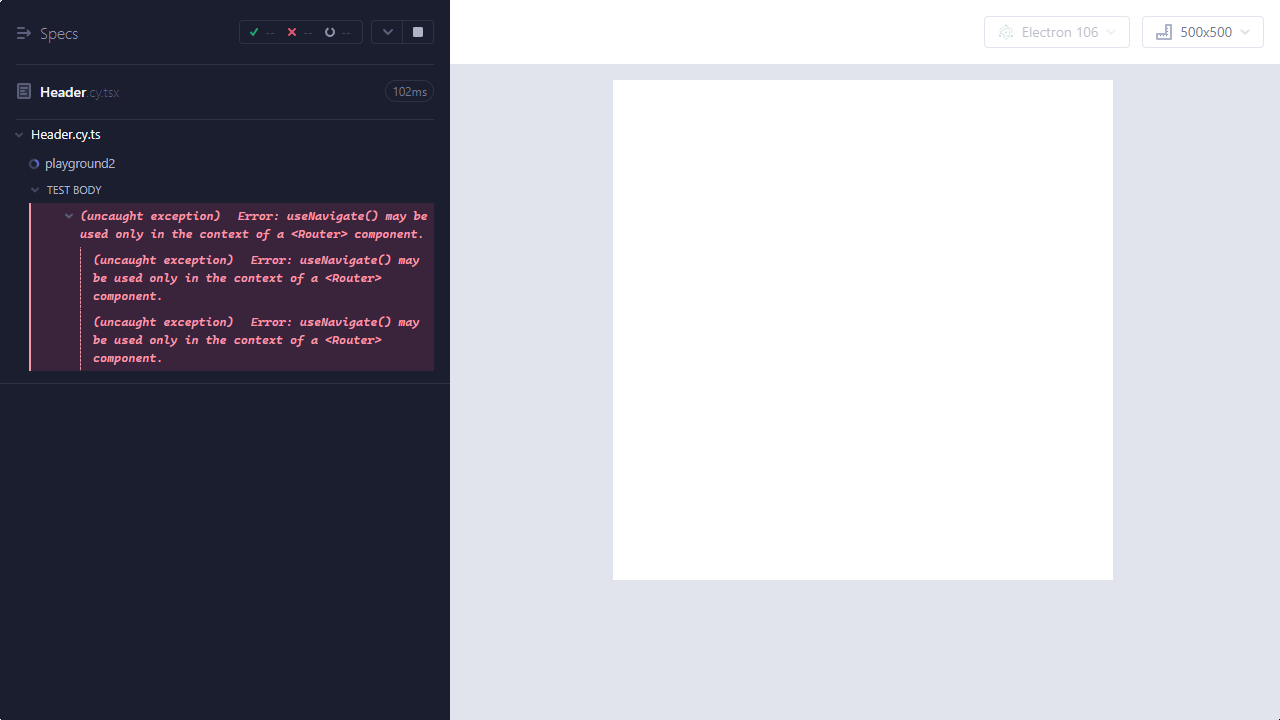 Specs
-- -- --
Electron 106
500x500
Header.cy.tsx
102ms
Header.cy.ts
playground2
TEST BODY
(uncaught exception) Error: useNavigate() may be
used only in the context of a <Router> component.
(uncaught exception) Error: useNavigate() may
be used only in the context of a <Router>
component.
(uncaught exception) Error: useNavigate() may
be used only in the context of a <Router>
component.